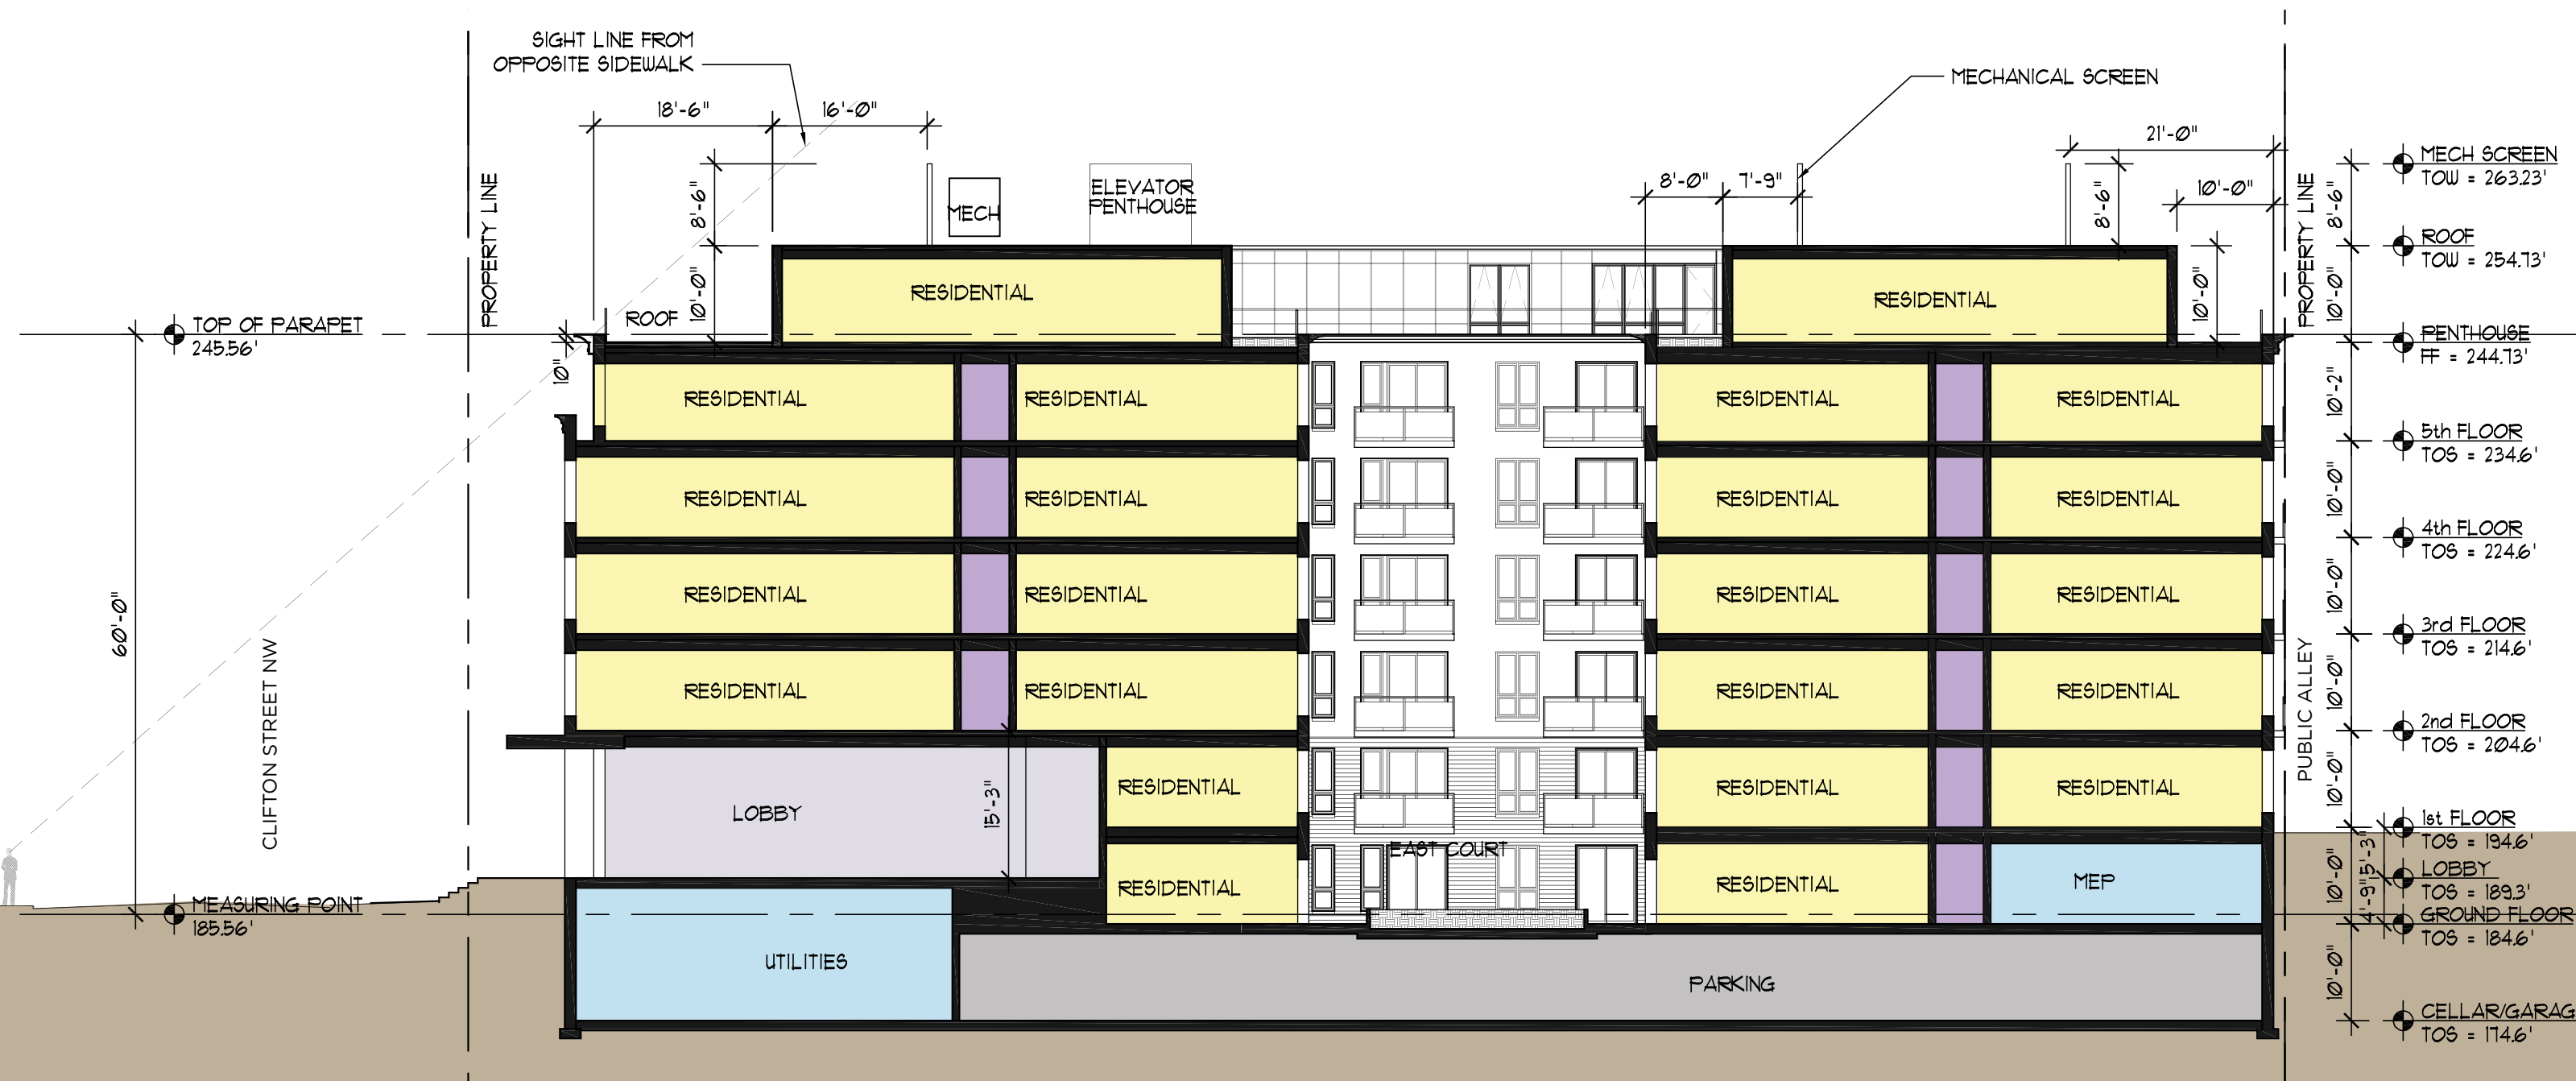 SIGHT LINE FROM
OPPOSITE SIDEWALK
MECHANICAL SCREEN
18'-6"
16'-0"
21'-0"
8'-6"
MECH
ELEVATOR
PENTHOUSE
8'-0"
7'-9"
8'-6"
10'-0"
8'-6"
MECH SCREEN
TOW = 263.23'
PROPERTY LINE
PROPERTY LINE
ROOF
TOW = 254.73'
10'-0"
RESIDENTIAL
RESIDENTIAL
10'-0"
10'-0"
TOP OF PARAPET
245.56'
ROOF
PENTHOUSE
FF = 244.73'
10"
RESIDENTIAL
RESIDENTIAL
RESIDENTIAL
RESIDENTIAL
10'-2"
5th FLOOR
TOS = 234.6'
RESIDENTIAL
RESIDENTIAL
RESIDENTIAL
RESIDENTIAL
10'-0"
4th FLOOR
TOS = 224.6'
60'-0"
RESIDENTIAL
RESIDENTIAL
RESIDENTIAL
RESIDENTIAL
10'-0"
3rd FLOOR
TOS = 214.6'
CLIFTON STREET NW
RESIDENTIAL
RESIDENTIAL
RESIDENTIAL
RESIDENTIAL
PUBLIC ALLEY
10'-0"
2nd FLOOR
TOS = 204.6'
LOBBY
15'-3"
RESIDENTIAL
RESIDENTIAL
RESIDENTIAL
10'-0"
1st FLOOR
TOS = 194.6'
EAST COURT
RESIDENTIAL
RESIDENTIAL
MEP
10'-0"
5'-3"
4'-9"
LOBBY
TOS = 189.3'
MEASURING POINT
185.56'
GROUND FLOOR
TOS = 184.6'
UTILITIES
PARKING
10'-0"
CELLAR/GARAG
TOS = 174.6'